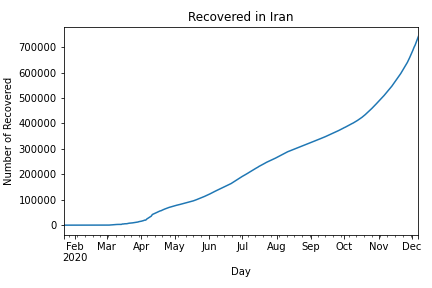 Recovered in Iran
Number of Recovered
700000
600000
500000
400000
300000
200000
100000
0
Feb Mar Apr May Jun Jul Aug Sep Oct Nov Dec
2020
Day